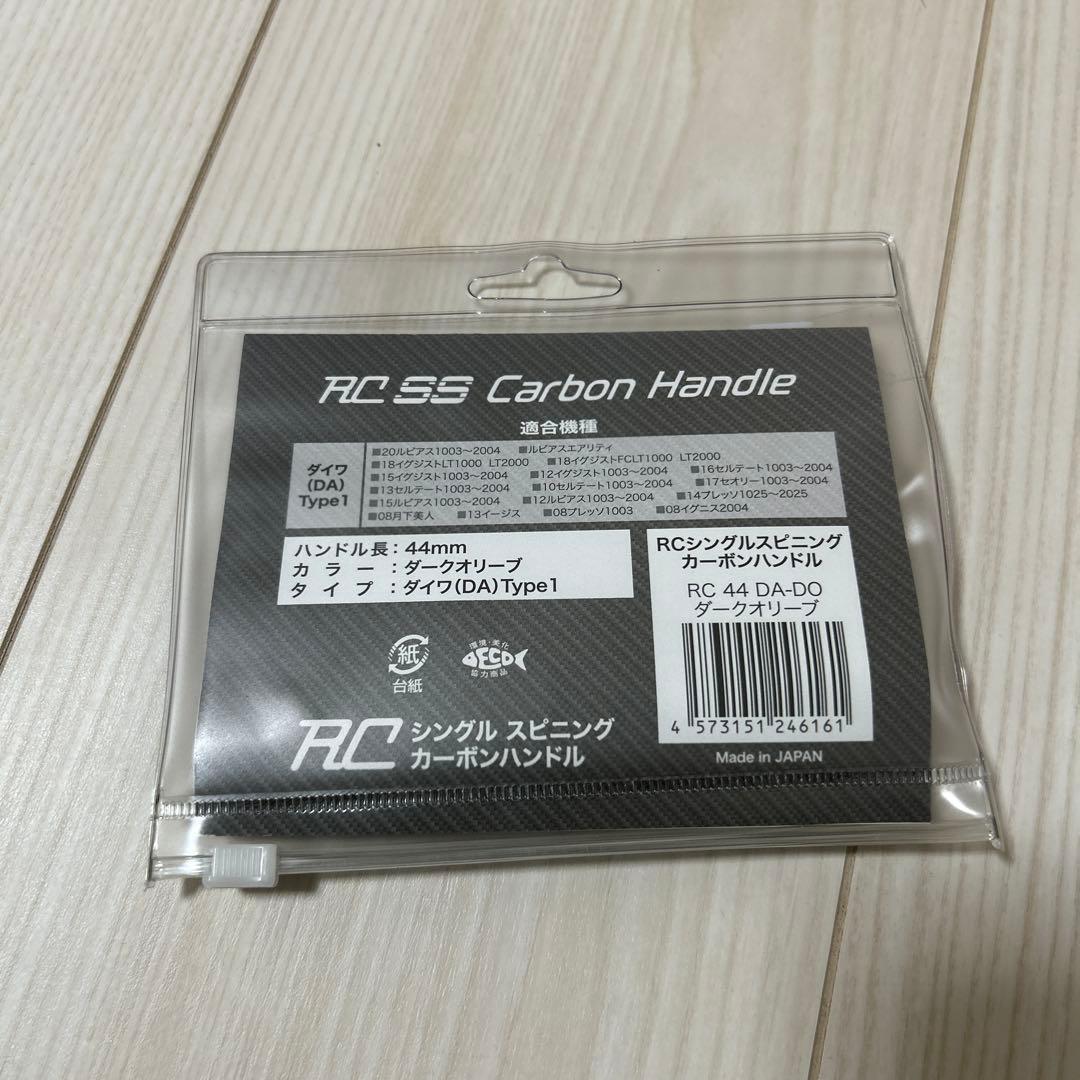 RC SS Carbon Handle
適合機種
ダイワ
(DA)
Type1
■20ルビアス1003〜2004 ■ルビアスエアリティ
■18イグジストLT1000 LT2000 ■18イグジストFCLT1000 LT2000
■15イグジスト1003〜2004 ■12イグジスト1003〜2004 ■16セルテート1003〜2004
■13セルテート1003〜2004 ■10セルテート1003〜2004 ■17セオリー1003〜2004
■15ルビアス1003〜2004 ■12ルビアス1003〜2004 ■14プレッソ1025〜2025
■08月下美人 ■13イージス ■08プレッソ1003 ■08イグニス2004
ハンドル長：44mm
カラー：ダークオリーブ
タイプ：ダイワ(DA)Type1
RCシングルスピニング
カーボンハンドル
RC 44 DA-DO
ダークオリーブ
4 573151 246161
Made in JAPAN
紙
台紙
環境・美化
ECO
協力商品
RC シングル スピニング
カーボンハンドル